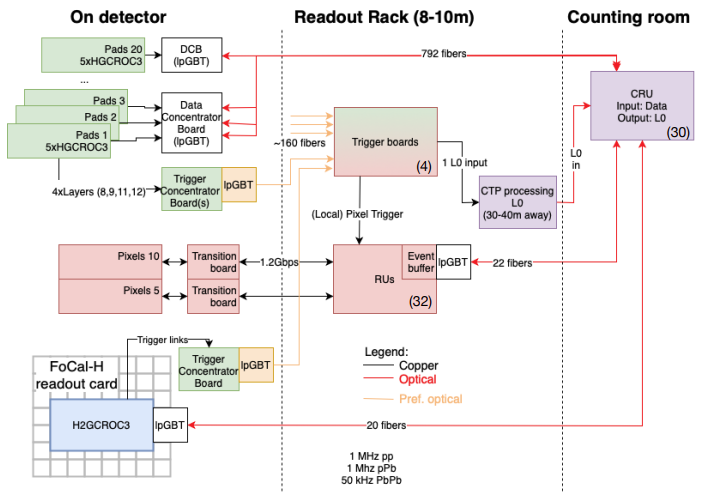 On detector
Readout Rack (8-10m)
Counting room
Pads 20
5xHGCROC3
DCB
(lpGBT)
792 fibers
...
Pads 3
Pads 2
Pads 1
5xHGCROC3
Data
Concentrator
Board
(lpGBT)
CRU
Input: Data
Output: L0
(30)
~160 fibers
Trigger boards
(4)
1 L0 input
L0
in
4xLayers (8,9,11,12)
Trigger
Concentrator
Board(s)
lpGBT
CTP processing
L0
(30-40m away)
(Local) Pixel Trigger
Pixels 10
Transition
board
1.2Gbps
Event
buffer
lpGBT
22 fibers
RUs
(32)
Pixels 5
Transition
board
Trigger links
Trigger
Concentrator
Board
lpGBT
Legend:
Copper
Optical
Pref. optical
FoCal-H
readout card
H2GCROC3
lpGBT
20 fibers
1 MHz pp
1 Mhz pPb
50 kHz PbPb